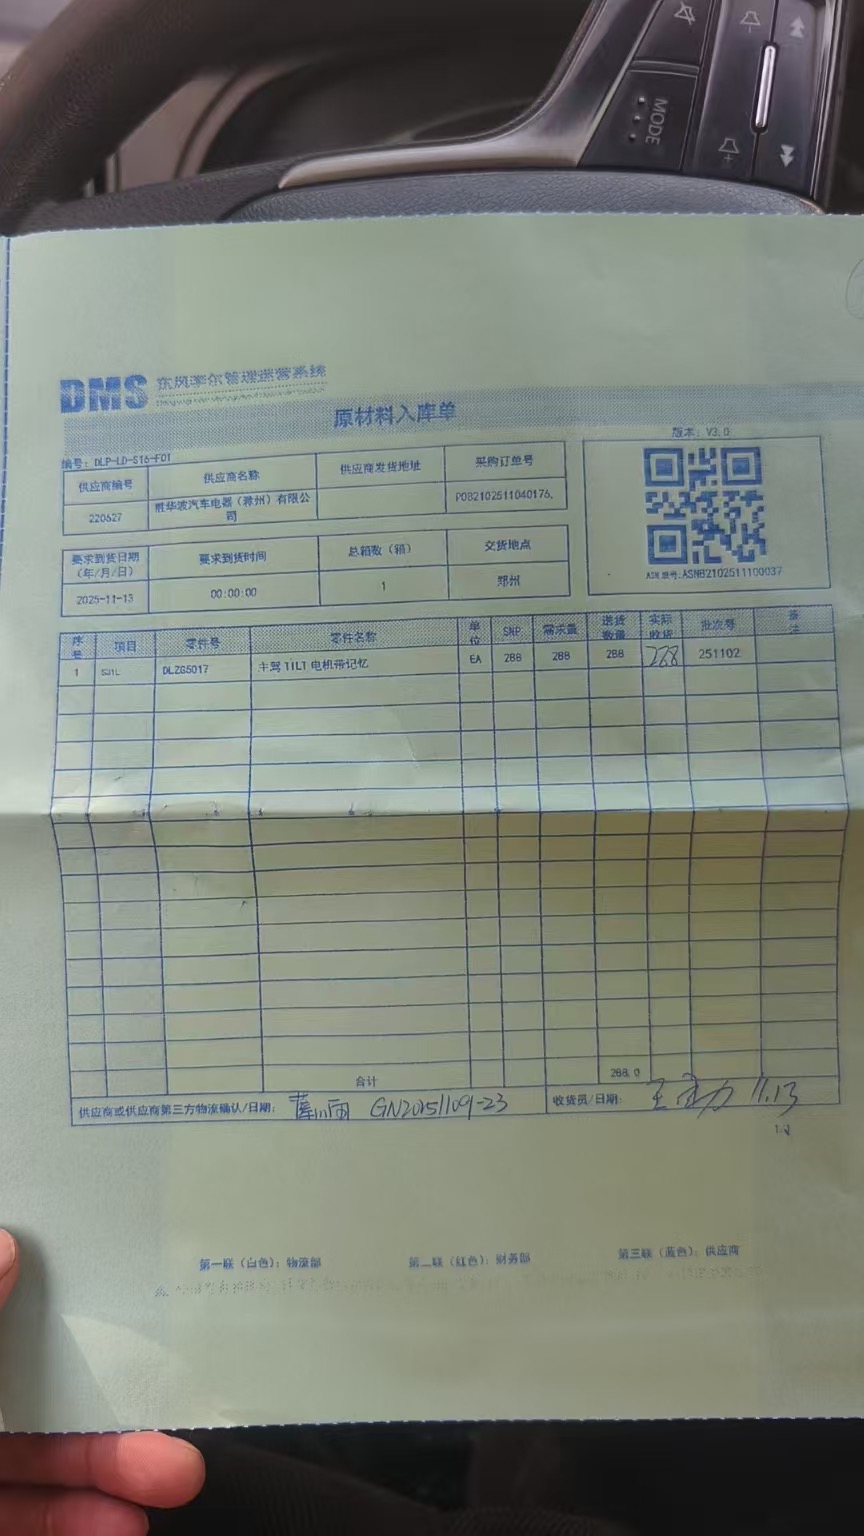 MODE
DMS 东风李尔管理运营系统
原材料入库单
编号: DLP-LD-S16-F01
版本: V3.0
供应商编号 供应商名称 供应商发货地址 采购订单号
220627 胜华波汽车电器（滁州）有限公司 POB2102511040176,
要求到货日期（年/月/日） 要求到货时间 总箱数（箱） 交货地点
2025-11-13 00:00:00 1 郑州
ASN 账号:ASNB2102511100037
序号 项目 零件号 零件名称 单位 SNP 需求量 送货数量 实际收货 批次号 备注
1 S31L DLZG5017 主驾 TILT 电机带记忆 EA 288 288 288 288 251102
合计 288.0
供应商或供应商第三方物流确认/日期: GN20251109-23 收货员/日期: 11.13
第一联（白色）: 物流部 第二联（红色）: 财务部 第三联（蓝色）: 供应商